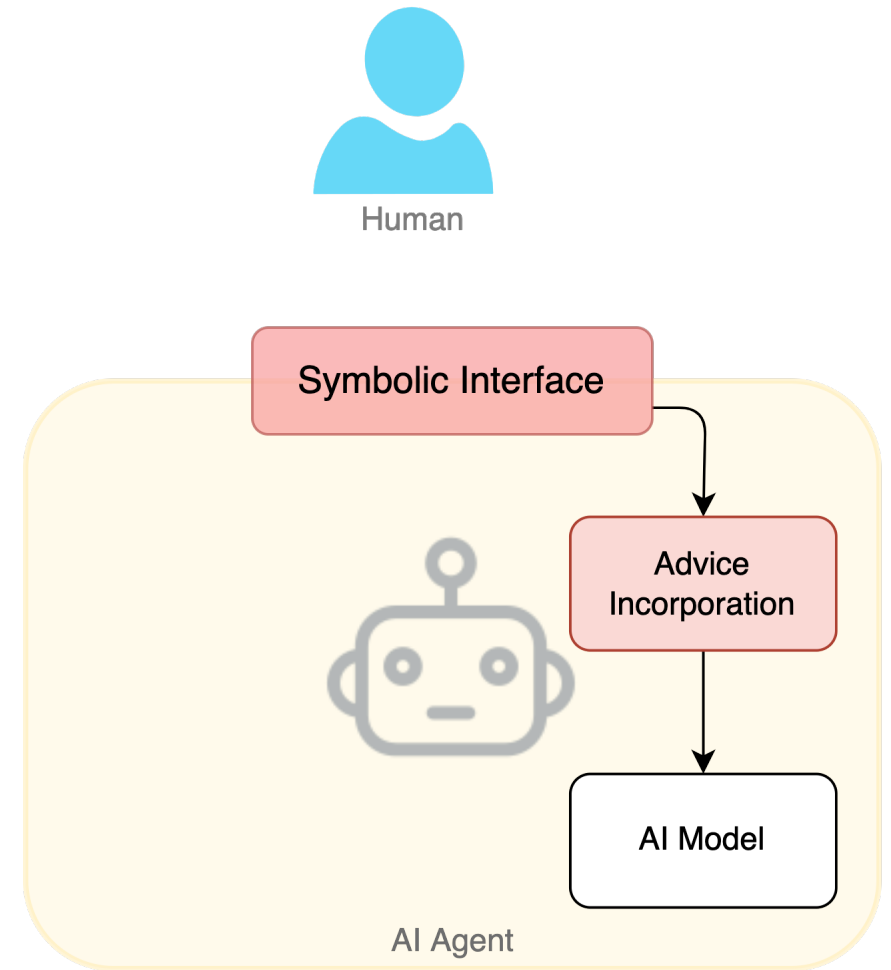 Human
Symbolic Interface
Advice
Incorporation
AI Model
AI Agent